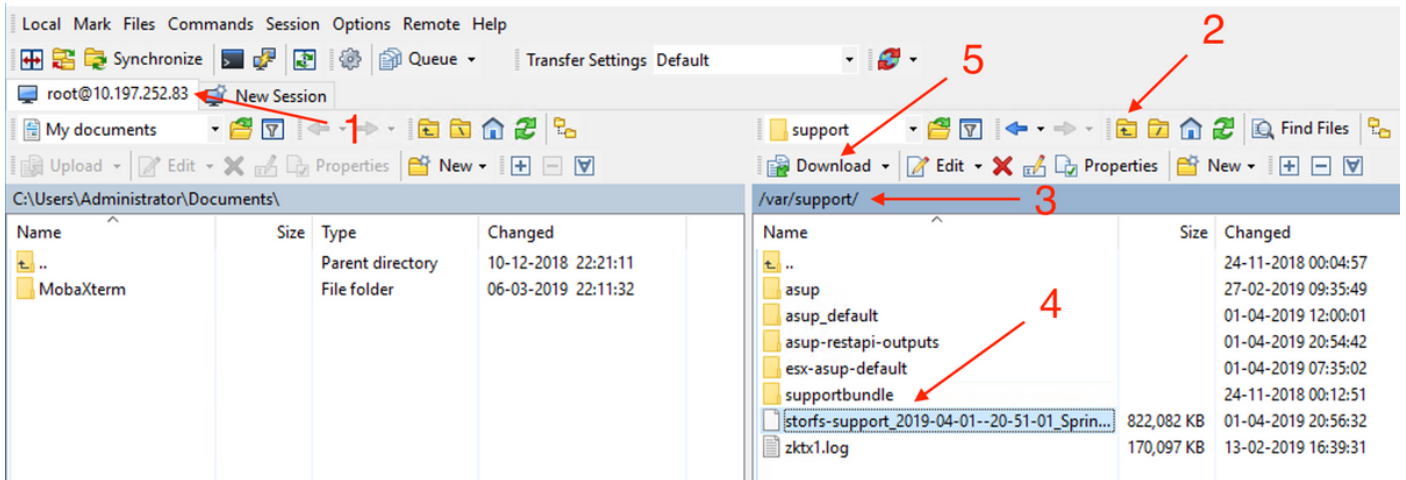 Local Mark Files Commands Session Options Remote Help
2
Synchronize Queue Transfer Settings Default
5
root@10.197.252.83 New Session
1
My documents support Find Files
Upload Edit Properties New Download Edit Properties New
C:\Users\Administrator\Documents\ /var/support/ 3
Name Size Type Changed Name Size Changed
.. Parent directory 10-12-2018 22:21:11 .. 24-11-2018 00:04:57
MobaXterm File folder 06-03-2019 22:11:32 asup 27-02-2019 09:35:49
4
asup_default 01-04-2019 12:00:01
asup-restapi-outputs 01-04-2019 20:54:42
esx-asup-default 01-04-2019 07:35:02
supportbundle 24-11-2018 00:12:51
storfs-support_2019-04-01--20-51-01_Sprin... 822,082 KB 01-04-2019 20:56:32
zktx1.log 170,097 KB 13-02-2019 16:39:31